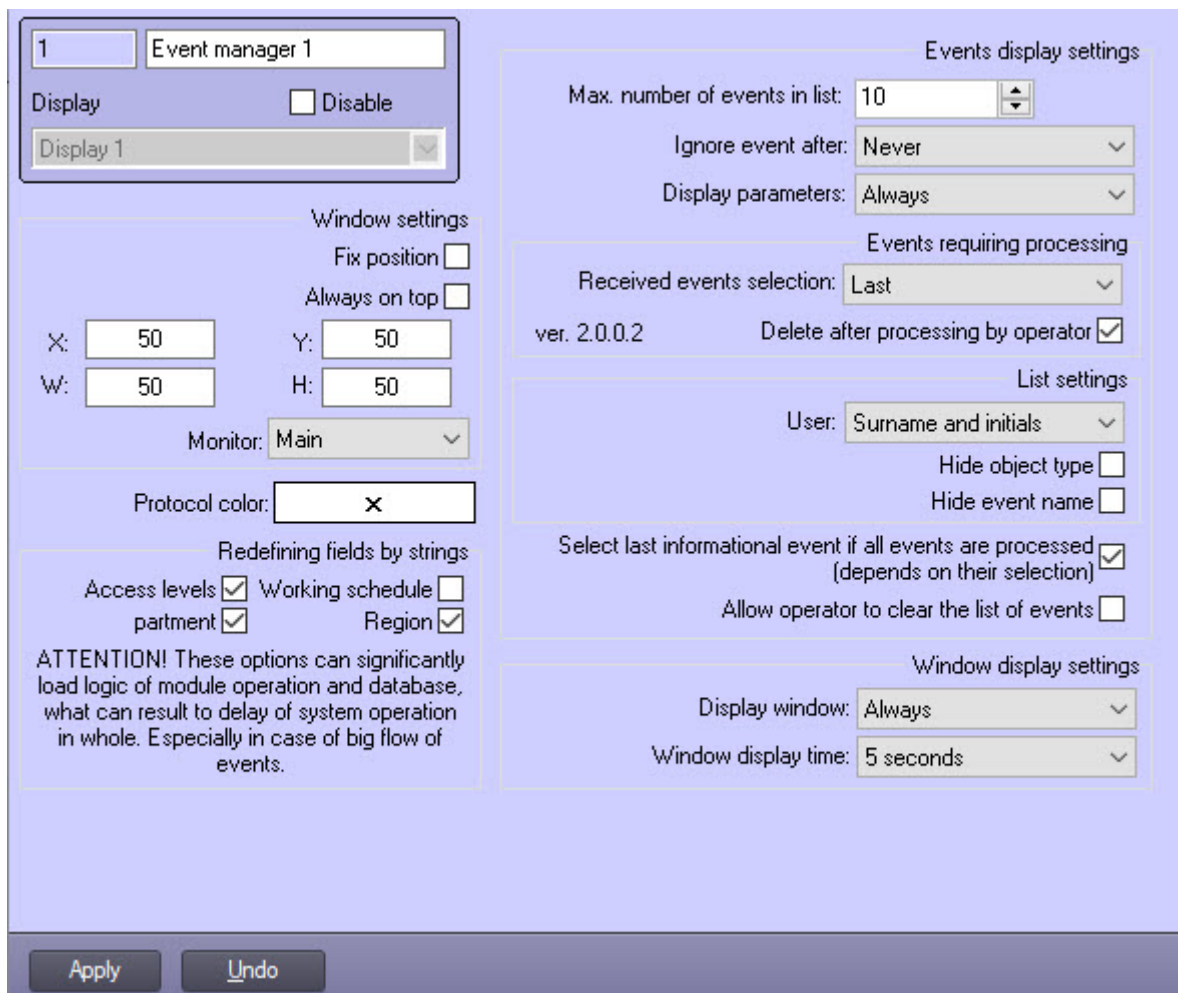 1
Event manager 1
Display
Disable
Display 1
Window settings
Fix position
Always on top
X: 50 Y: 50
W: 50 H: 50
Monitor: Main
Protocol color: x
Redefining fields by strings
Access levels Working schedule
partment Region
ATTENTION! These options can significantly
load logic of module operation and database,
what can result to delay of system operation
in whole. Especially in case of big flow of
events.
Events display settings
Max. number of events in list: 10
Ignore event after: Never
Display parameters: Always
Events requiring processing
Received events selection: Last
ver. 2.0.0.2 Delete after processing by operator
List settings
User: Surname and initials
Hide object type
Hide event name
Select last informational event if all events are processed
(depends on their selection)
Allow operator to clear the list of events
Window display settings
Display window: Always
Window display time: 5 seconds
Apply Undo